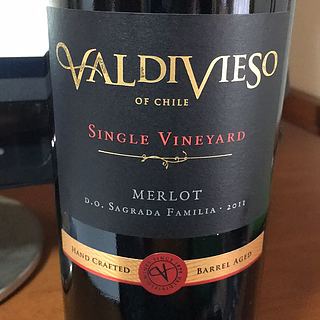 VALDIVIESO
OF CHILE
SINGLE VINEYARD
MERLOT
D.O. SAGRADA FAMILIA · 2011
HAND CRAFTED
BARREL AGED